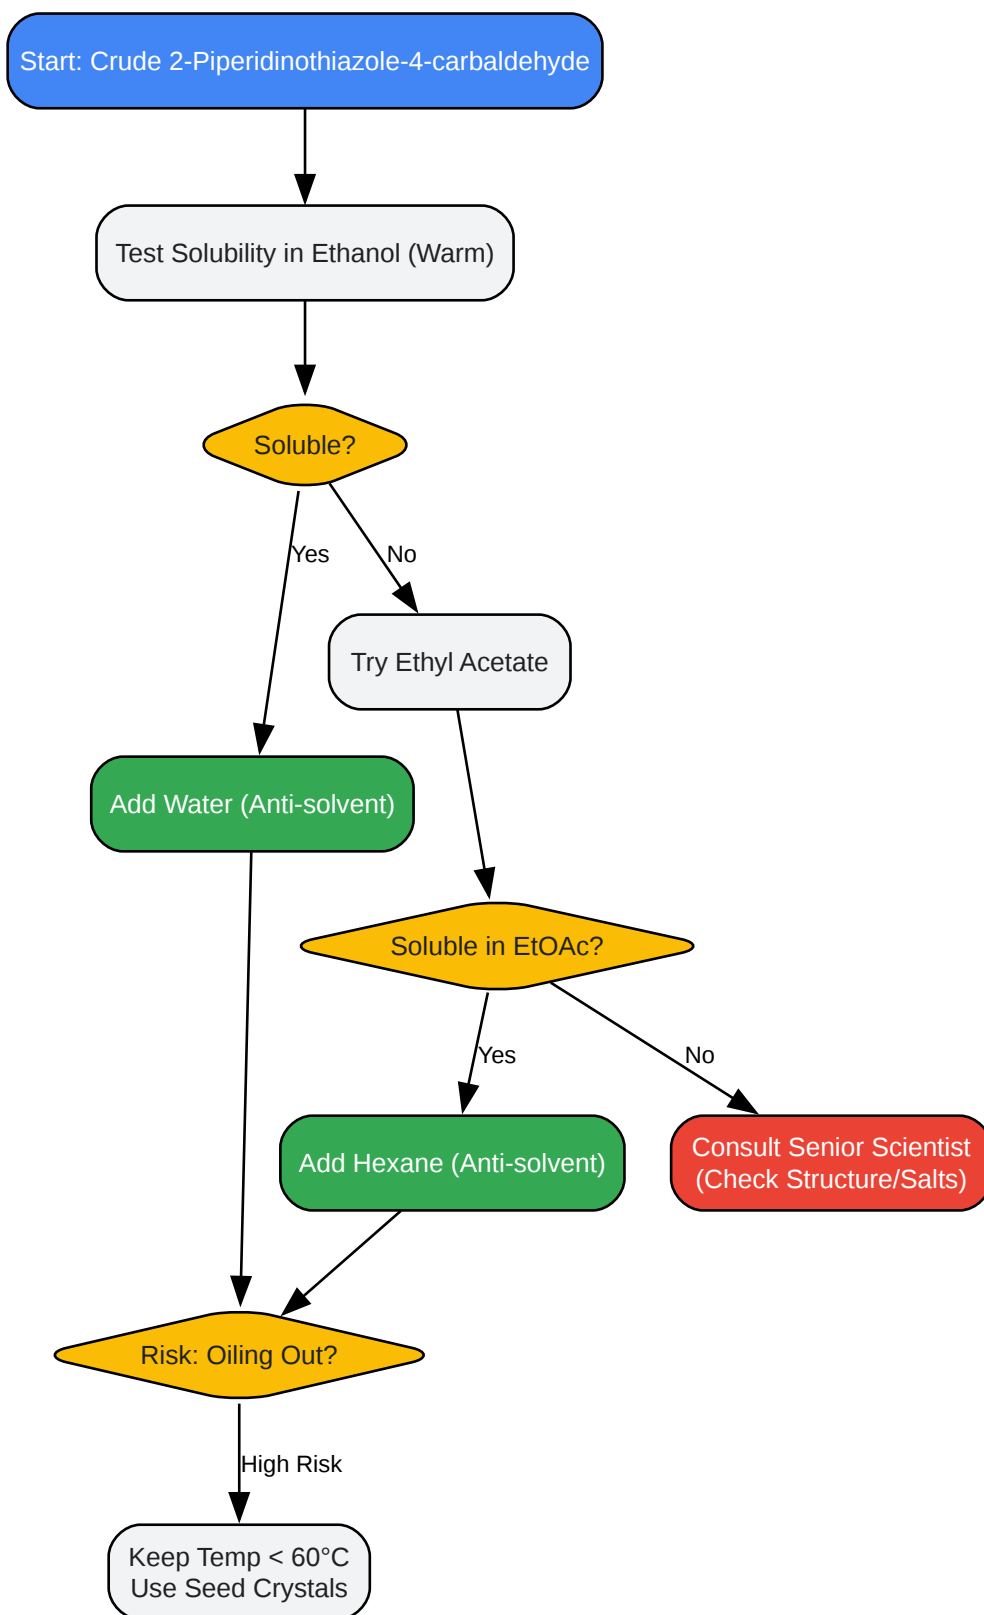 Start: Crude 2-Piperidinothiazole-4-carbaldehyde
Test Solubility in Ethanol (Warm)
Soluble?
Yes
No
Try Ethyl Acetate
Add Water (Anti-solvent)
Soluble in EtOAc?
Yes
No
Add Hexane (Anti-solvent)
Consult Senior Scientist
(Check Structure/Salts)
Risk: Oiling Out?
High Risk
Keep Temp < 60°C
Use Seed Crystals